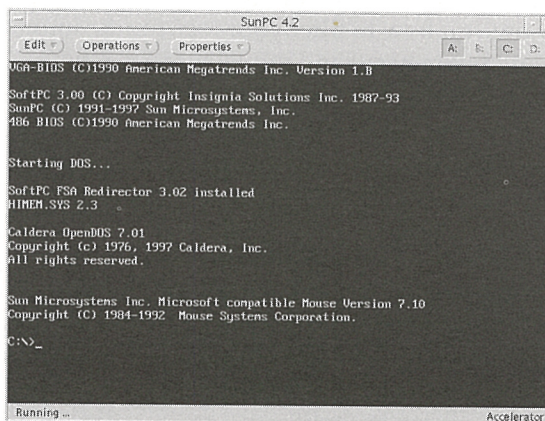 SunPC 4.2
Edit Operations Properties A: B: C: D:
VGA-BIOS (C)1990 American Megatrends Inc. Version 1.B
SoftPC 3.00 (C) Copyright Insignia Solutions Inc. 1987-93
SunPC (C) 1991-1997 Sun Microsystems, Inc.
486 BIOS (C)1990 American Megatrends Inc.
Starting DOS...
SoftPC FSA Redirector 3.02 installed
HIMEM.SYS 2.3
Caldera OpenDOS 7.01
Copyright (c) 1976, 1997 Caldera, Inc.
All rights reserved.
Sun Microsystems Inc. Microsoft compatible Mouse Version 7.10
Copyright (C) 1984-1992 Mouse Systems Corporation.
C:\>_
Running ... Accelerator